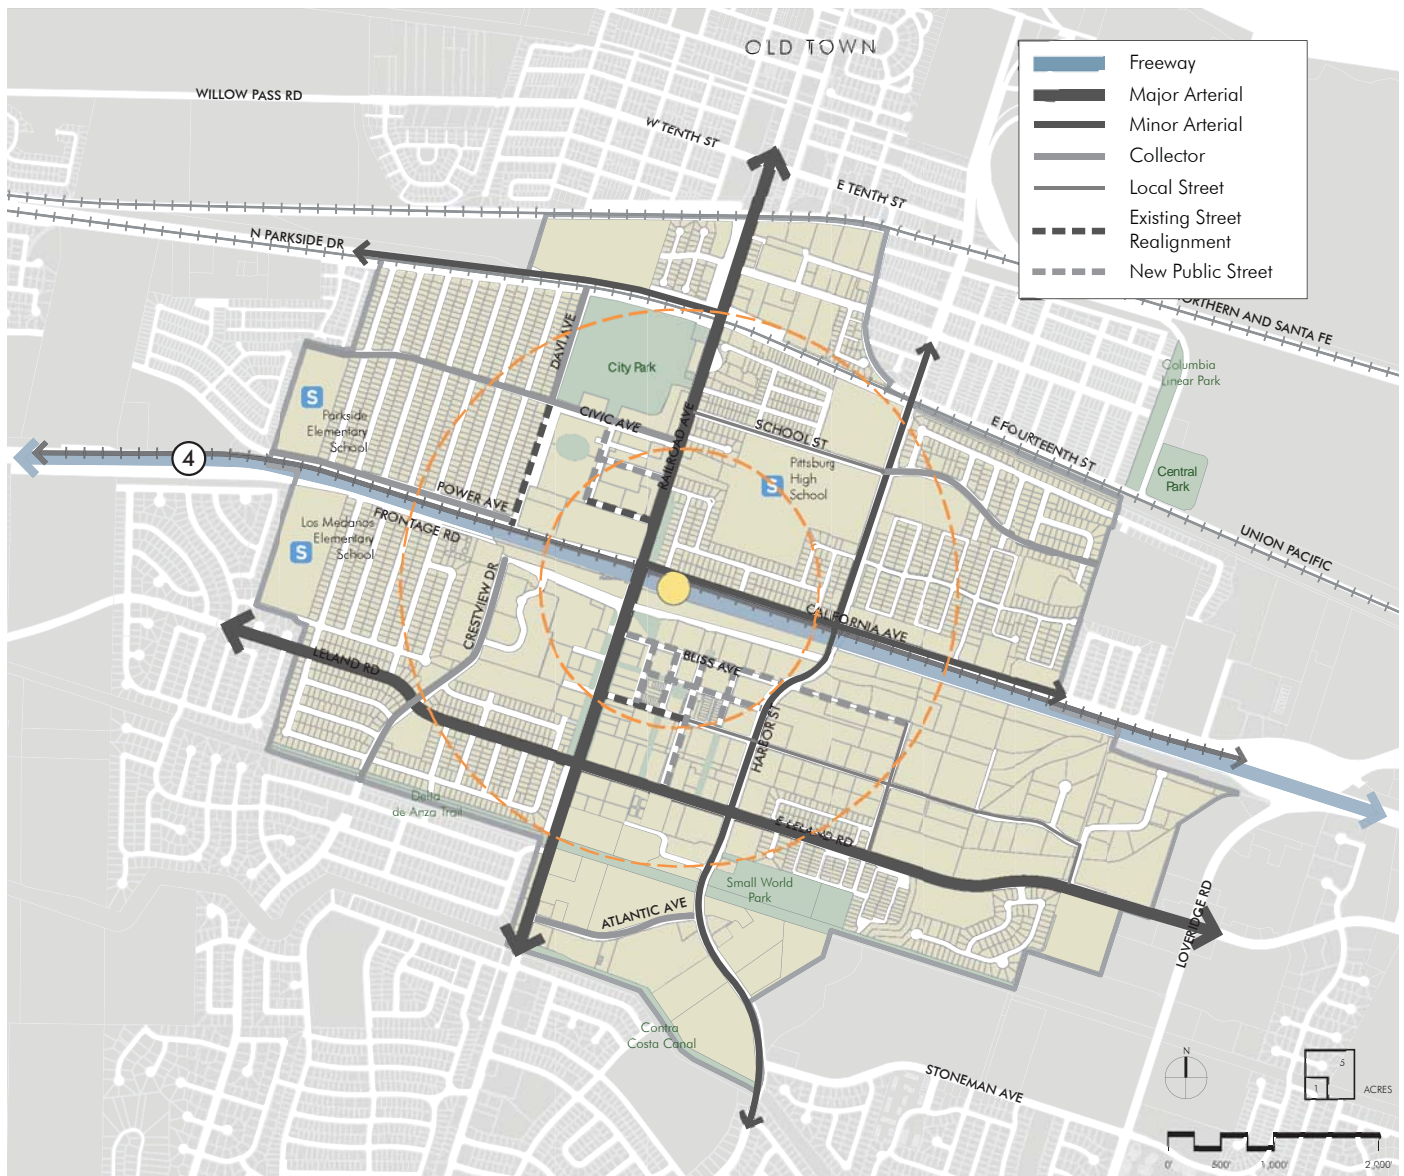 OLD TOWN
Freeway
Major Arterial
Minor Arterial
Collector
Local Street
Existing Street
Realignment
New Public Street
WILLOW PASS RD
W TENTH ST
E TENTH ST
N PARKSIDE DR
ORTHERN AND SANTA FE
DAVI AVE
City Park
Columbia
Linear Park
S
Parkside
Elementary
School
CIVIC AVE
RAILROAD AVE
SCHOOL ST
E FOURTEENTH ST
4
Pittsburg
High
School
S
Central
Park
POWER AVE
FRONTAGE RD
Los Medanos
Elementary
School
S
UNION PACIFIC
CRESTVIEW DR
CALIFORNIA AVE
LELAND RD
BLISS AVE
HARBOR ST
Delta
de Anza Trail
E LELAND RD
Small World
Park
ATLANTIC AVE
LOVERIDGE RD
Contra
Costa Canal
STONEMAN AVE
N
5
1
ACRES
0'
500'
1,000'
2,000'